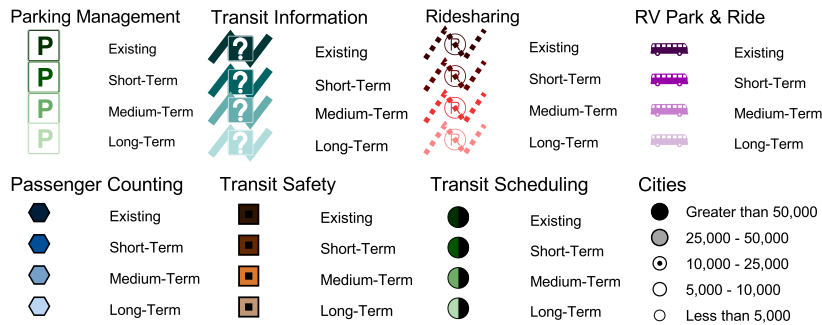 Parking Management
P Existing
P Short-Term
P Medium-Term
P Long-Term
Transit Information
? Existing
? Short-Term
? Medium-Term
? Long-Term
Ridesharing
R Existing
R Short-Term
R Medium-Term
R Long-Term
RV Park & Ride
Existing
Short-Term
Medium-Term
Long-Term
Passenger Counting
Existing
Short-Term
Medium-Term
Long-Term
Transit Safety
Existing
Short-Term
Medium-Term
Long-Term
Transit Scheduling
Existing
Short-Term
Medium-Term
Long-Term
Cities
Greater than 50,000
25,000 - 50,000
10,000 - 25,000
5,000 - 10,000
Less than 5,000